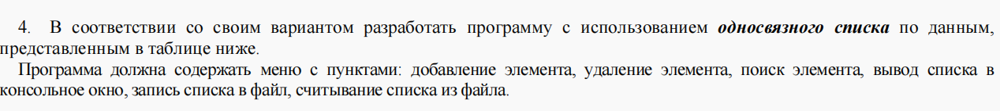 4. В соответствии со своим вариантом разработать программу с использованием односвязного списка по данным,
представленным в таблице ниже.
Программа должна содержать меню с пунктами: добавление элемента, удаление элемента, поиск элемента, вывод списка в
консольное окно, запись списка в файл, считывание списка из файла.